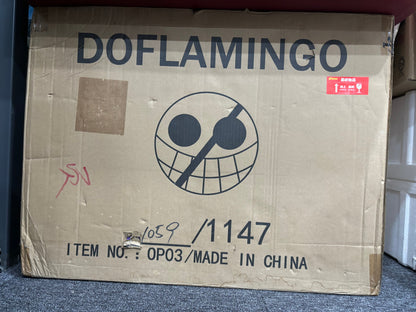 DOFLAMINGO
1059/1147
ITEM NO.: OP03/MADE IN CHINA